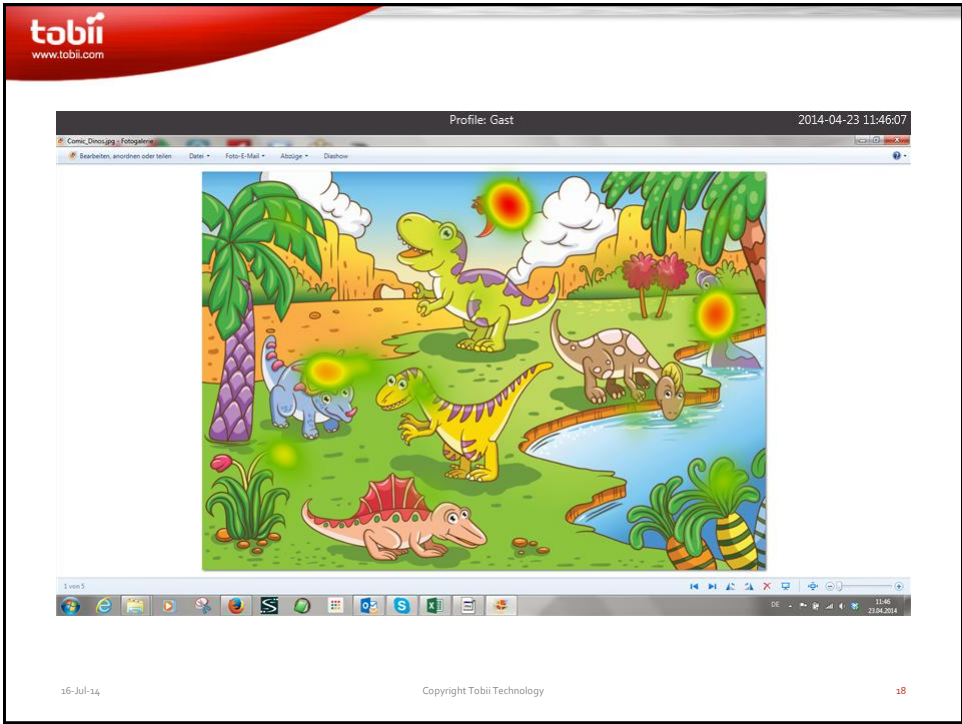 tobii
www.tobii.com
Profile: Gast 2014-04-23 11:46:07
Comic_Dinos.jpg - Fotogalerie
Bearbeiten, anordnen oder teilen Datei Foto-E-Mail Abzüge Diashow
1 von 5
DE 11:46
23.04.2014
16-Jul-14 Copyright Tobii Technology 18